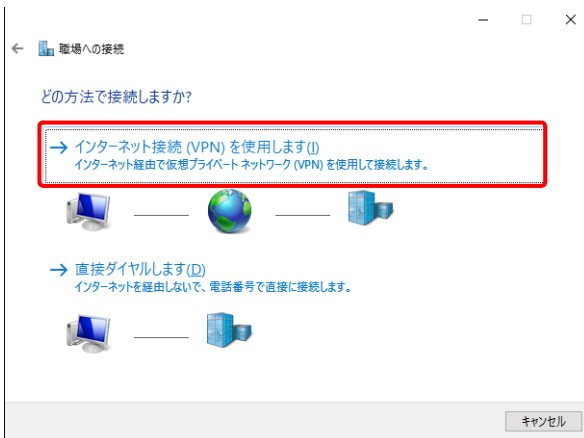 職場への接続
どの方法で接続しますか?
インターネット接続 (VPN) を使用します(I)
インターネット経由で仮想プライベート ネットワーク (VPN) を使用して接続します。
直接ダイヤルします(D)
インターネットを経由しないで、電話番号で直接に接続します。
キャンセル